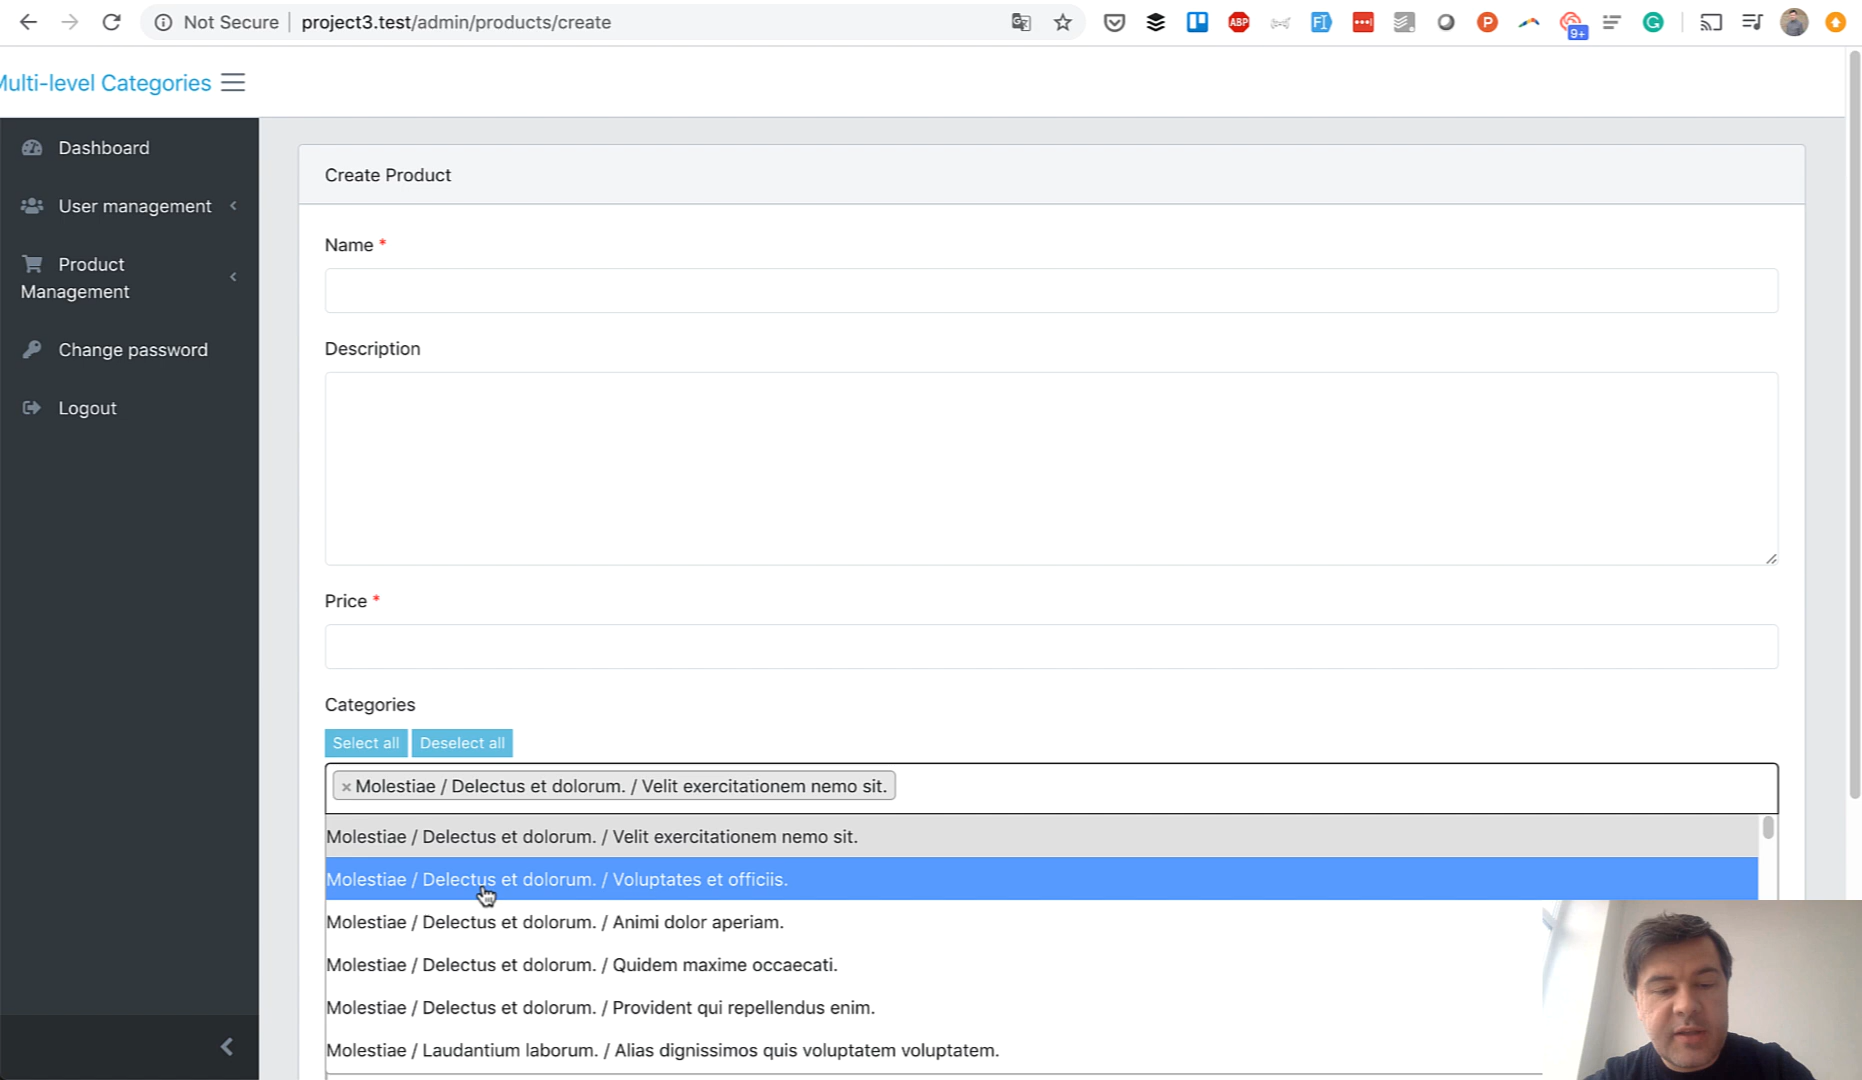 Not Secure | project3.test/admin/products/create
ABP
FI
P
9+
G
Multi-level Categories
Dashboard
User management
Product
Management
Change password
Logout
Create Product
Name *
Description
Price *
Categories
Select all Deselect all
× Molestiae / Delectus et dolorum. / Velit exercitationem nemo sit.
Molestiae / Delectus et dolorum. / Velit exercitationem nemo sit.
Molestiae / Delectus et dolorum. / Voluptates et officiis.
Molestiae / Delectus et dolorum. / Animi dolor aperiam.
Molestiae / Delectus et dolorum. / Quidem maxime occaecati.
Molestiae / Delectus et dolorum. / Provident qui repellendus enim.
Molestiae / Laudantium laborum. / Alias dignissimos quis voluptatem voluptatem.